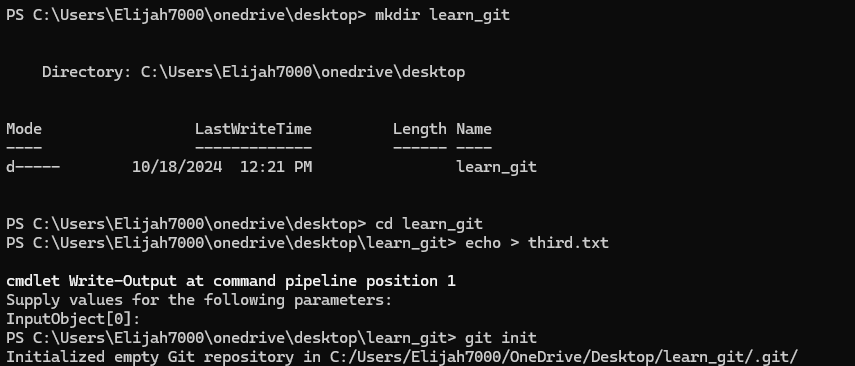 PS C:\Users\Elijah7000\onedrive\desktop> mkdir learn_git
Directory: C:\Users\Elijah7000\onedrive\desktop
Mode                 LastWriteTime         Length Name
----                 -------------         ------ ----
d-----        10/18/2024  12:21 PM                learn_git
PS C:\Users\Elijah7000\onedrive\desktop> cd learn_git
PS C:\Users\Elijah7000\onedrive\desktop\learn_git> echo > third.txt
cmdlet Write-Output at command pipeline position 1
Supply values for the following parameters:
InputObject[0]:
PS C:\Users\Elijah7000\onedrive\desktop\learn_git> git init
Initialized empty Git repository in C:/Users/Elijah7000/OneDrive/Desktop/learn_git/.git/